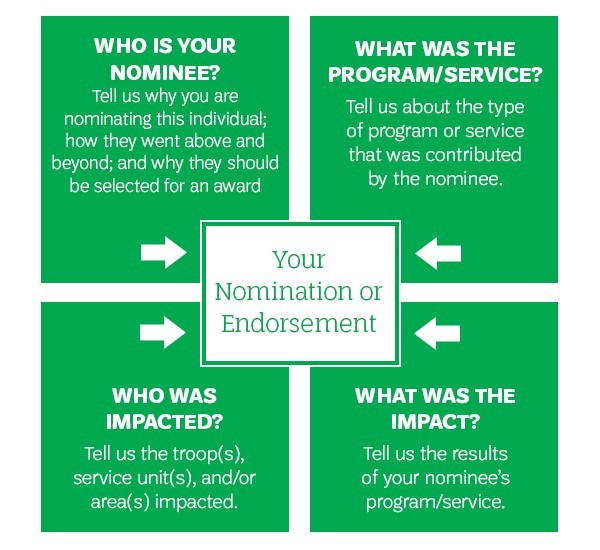 WHO IS YOUR
NOMINEE?
Tell us why you are
nominating this individual;
how they went above and
beyond; and why they should
be selected for an award
WHAT WAS THE
PROGRAM/SERVICE?
Tell us about the type
of program or service
that was contributed
by the nominee.
Your
Nomination or
Endorsement
WHO WAS
IMPACTED?
Tell us the troop(s),
service unit(s), and/or
area(s) impacted.
WHAT WAS THE
IMPACT?
Tell us the results
of your nominee's
program/service.